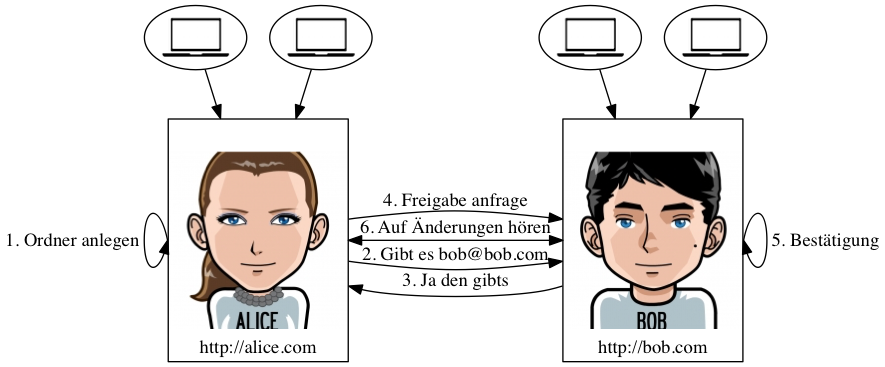 4. Freigabe anfrage
6. Auf Änderungen hören
1. Ordner anlegen
5. Bestätigung
2. Gibt es bob@bob.com
3. Ja den gibts
ALICE
BOB
http://alice.com
http://bob.com